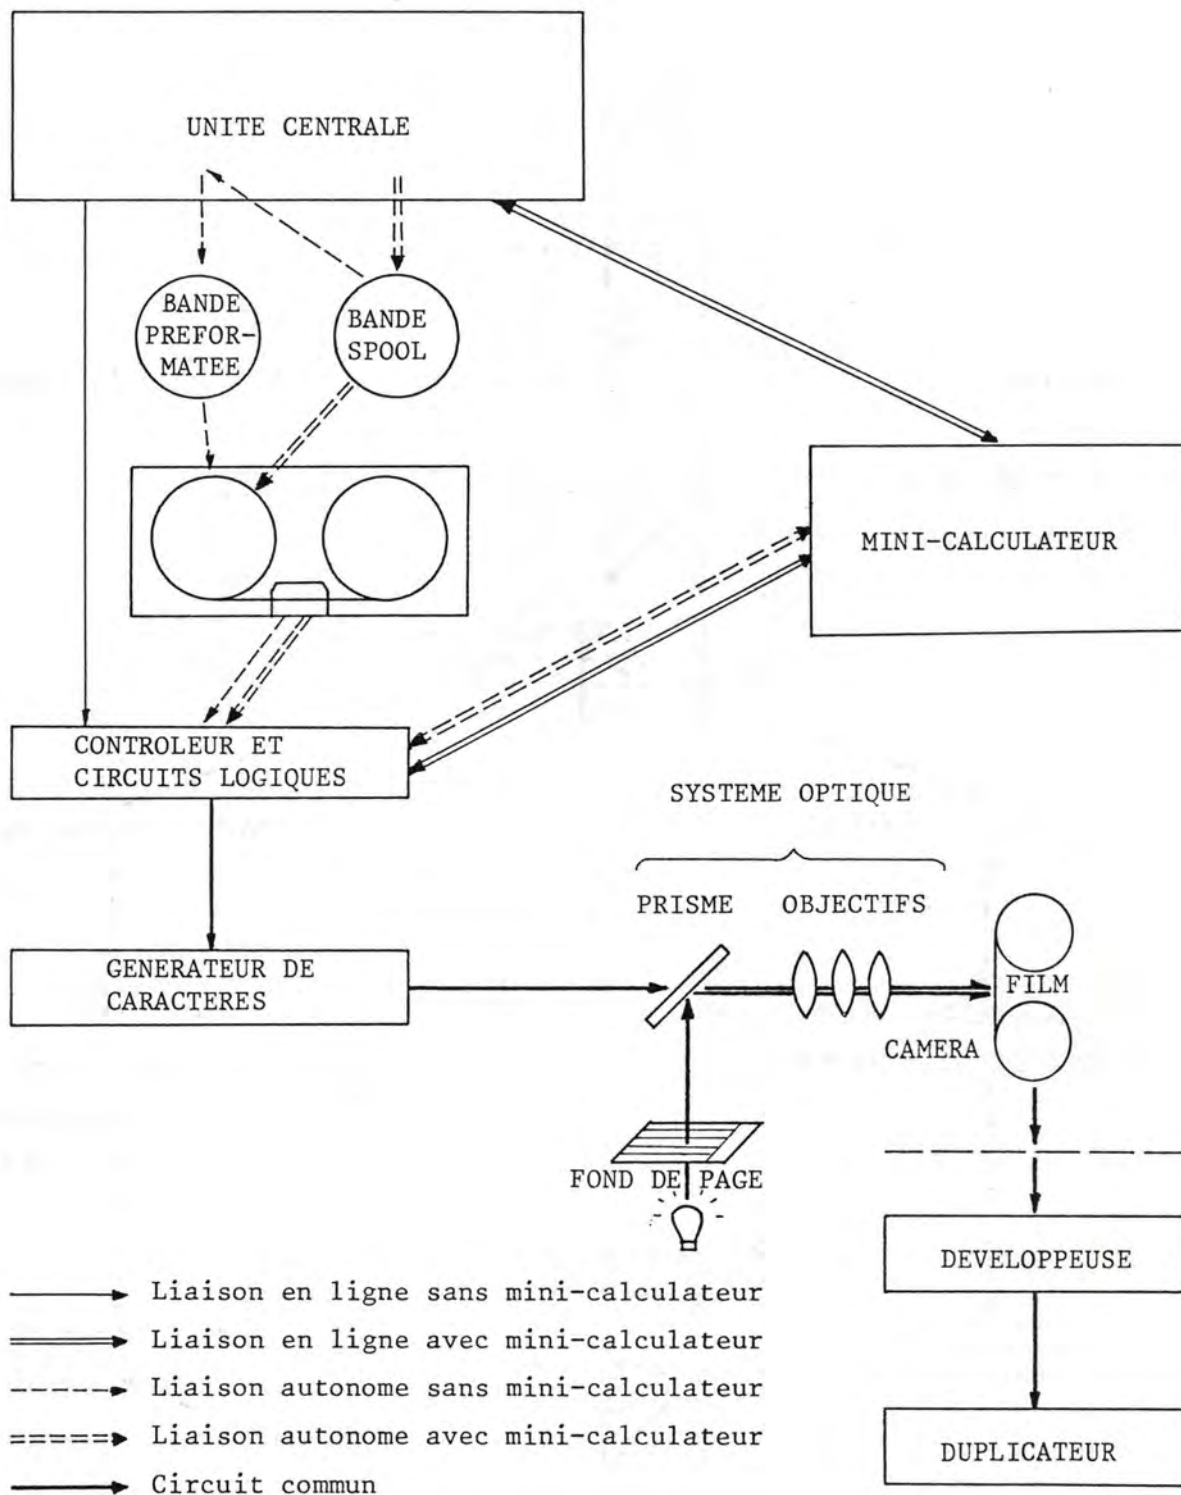 UNITE CENTRALE
BANDE
PREFOR-
MATEE
BANDE
SPOOL
MINI-CALCULATEUR
CONTROLEUR ET
CIRCUITS LOGIQUES
SYSTEME OPTIQUE
PRISME
OBJECTIFS
GENERATEUR DE
CARACTERES
FILM
CAMERA
FOND DE PAGE
DEVELOPPEUSE
Liaison en ligne sans mini-calculateur
Liaison en ligne avec mini-calculateur
Liaison autonome sans mini-calculateur
Liaison autonome avec mini-calculateur
Circuit commun
DUPLICATEUR